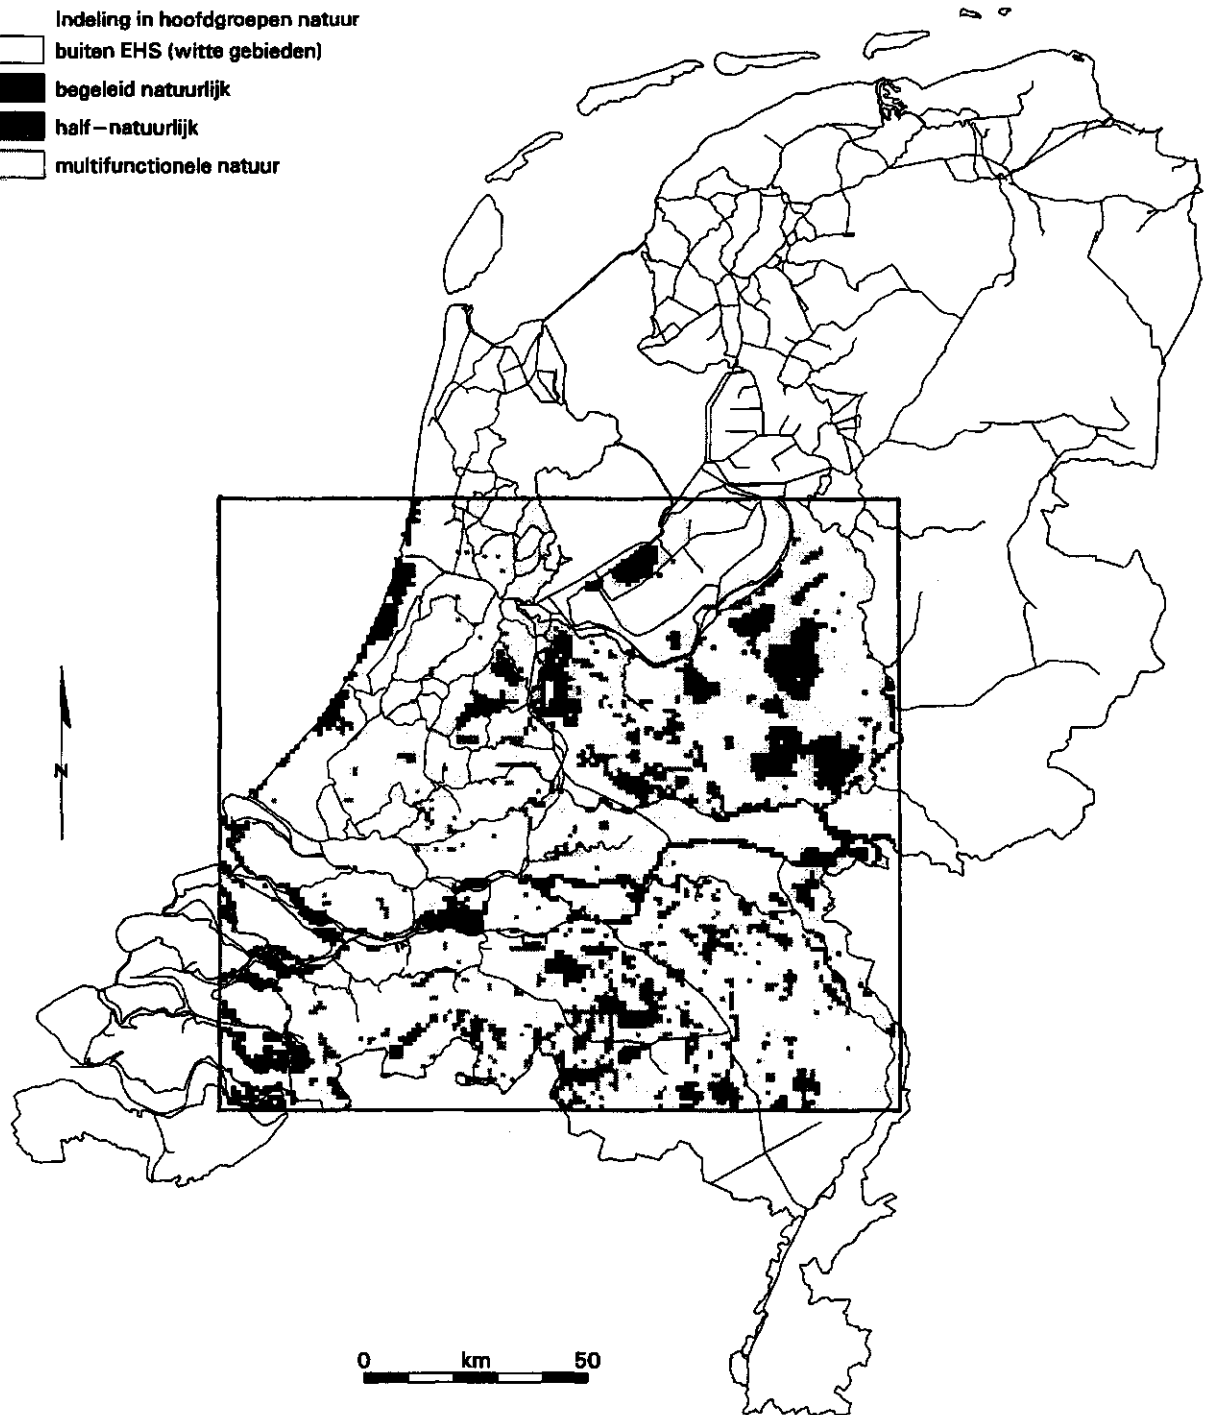 Indeling in hoofdgroepen natuur
buiten EHS (witte gebieden)
begeleid natuurlijk
half-natuurlijk
multifunctionele natuur
N
0 km 50